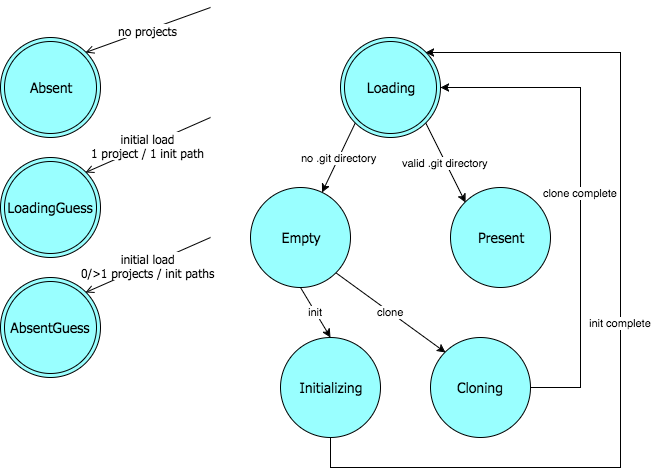 no projects
Absent
initial load
1 project / 1 init path
LoadingGuess
initial load
0/>1 projects / init paths
AbsentGuess
Loading
no .git directory
valid .git directory
clone complete
Empty
Present
init
clone
init complete
Initializing
Cloning